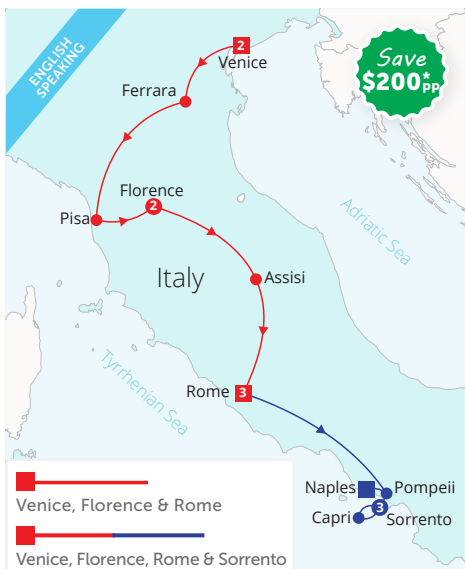 ENGLISH
SPEAKING
2
Venice
Save
$200*pp
Ferrara
Florence
2
Pisa
Adriatic Sea
Italy
Assisi
Tyrrhenian Sea
Rome 3
Naples
Pompeii
3
Capri
Sorrento
Venice, Florence & Rome
Venice, Florence, Rome & Sorrento